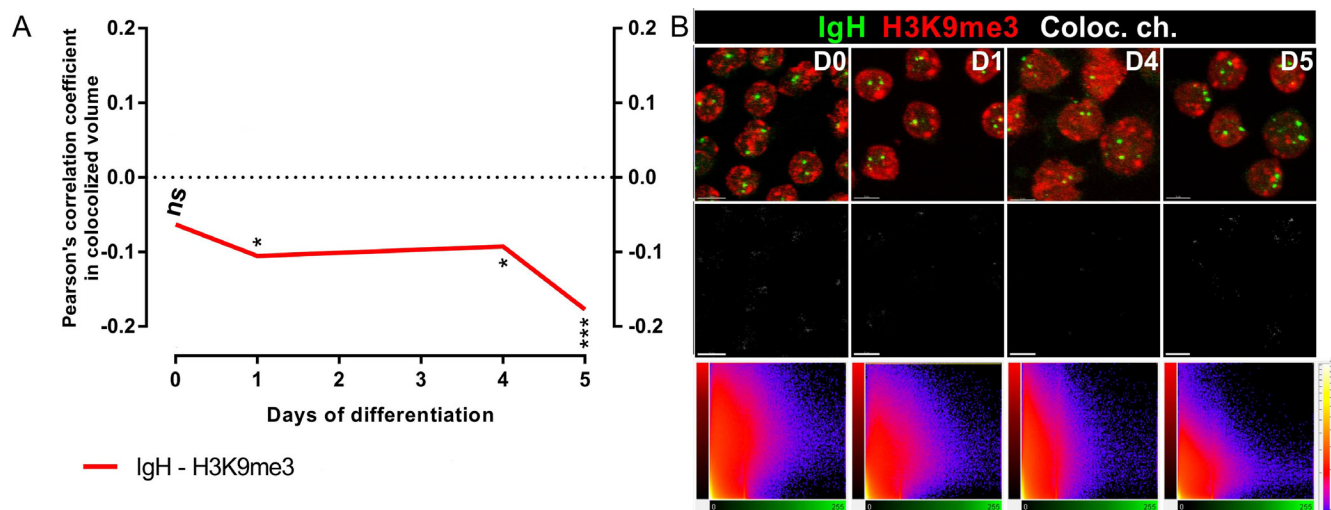 A
Pearson's correlation coefficient
in colocolized volume
0.2
0.1
0.0
-0.1
-0.2
0.2
0.1
0.0
-0.1
-0.2
ns
*
*
***
0 1 2 3 4 5
Days of differentiation
IgH - H3K9me3
B
IgH H3K9me3 Coloc. ch.
D0 D1 D4 D5
0 255 0 255 0 255 0 255